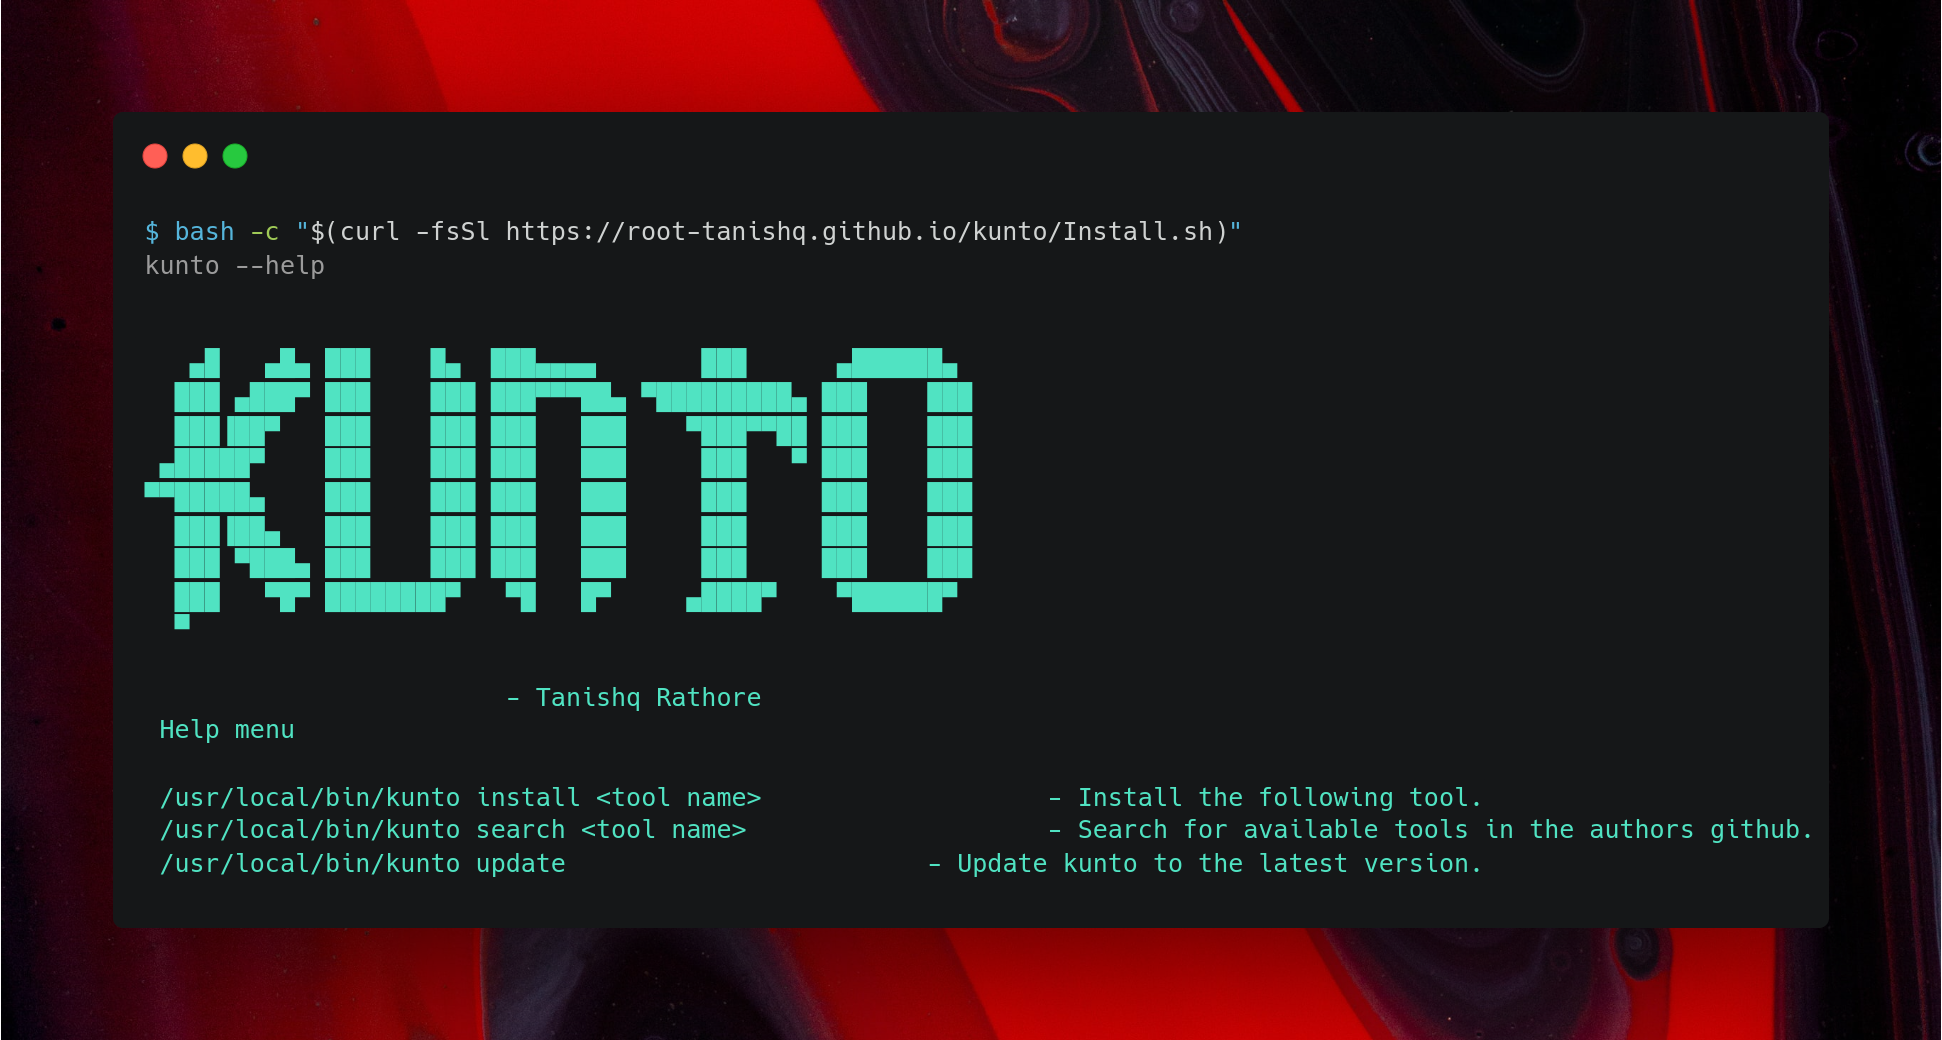 $ bash -c "$(curl -fsSl https://root-tanishq.github.io/kunto/Install.sh)"
kunto --help
KUNTO
- Tanishq Rathore
Help menu
/usr/local/bin/kunto install <tool name> - Install the following tool.
/usr/local/bin/kunto search <tool name> - Search for available tools in the authors github.
/usr/local/bin/kunto update - Update kunto to the latest version.